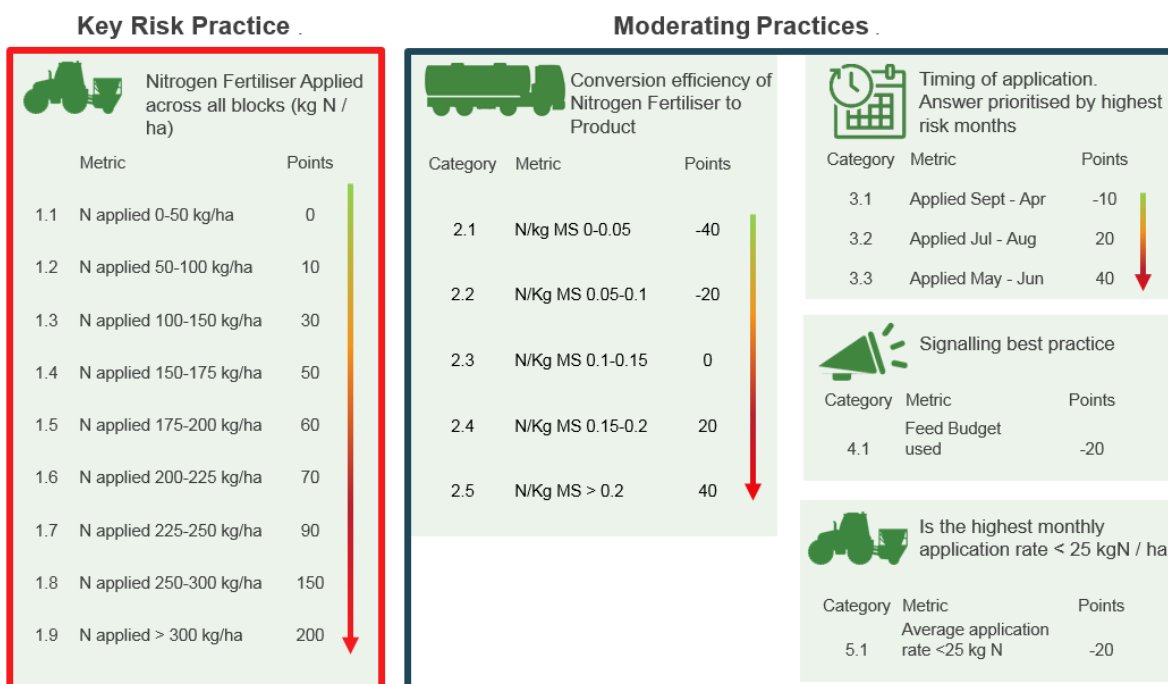 Key Risk Practice .
Moderating Practices .
Nitrogen Fertiliser Applied
across all blocks (kg N /
ha)
Metric Points
1.1 N applied 0-50 kg/ha 0
1.2 N applied 50-100 kg/ha 10
1.3 N applied 100-150 kg/ha 30
1.4 N applied 150-175 kg/ha 50
1.5 N applied 175-200 kg/ha 60
1.6 N applied 200-225 kg/ha 70
1.7 N applied 225-250 kg/ha 90
1.8 N applied 250-300 kg/ha 150
1.9 N applied > 300 kg/ha 200
Conversion efficiency of
Nitrogen Fertiliser to
Product
Category Metric Points
2.1 N/kg MS 0-0.05 -40
2.2 N/Kg MS 0.05-0.1 -20
2.3 N/Kg MS 0.1-0.15 0
2.4 N/Kg MS 0.15-0.2 20
2.5 N/Kg MS > 0.2 40
Timing of application.
Answer prioritised by highest
risk months
Category Metric Points
3.1 Applied Sept - Apr -10
3.2 Applied Jul - Aug 20
3.3 Applied May - Jun 40
Signalling best practice
Category Metric Points
Feed Budget
4.1 used -20
Is the highest monthly
application rate < 25 kgN / ha
Category Metric Points
Average application
5.1 rate <25 kg N -20